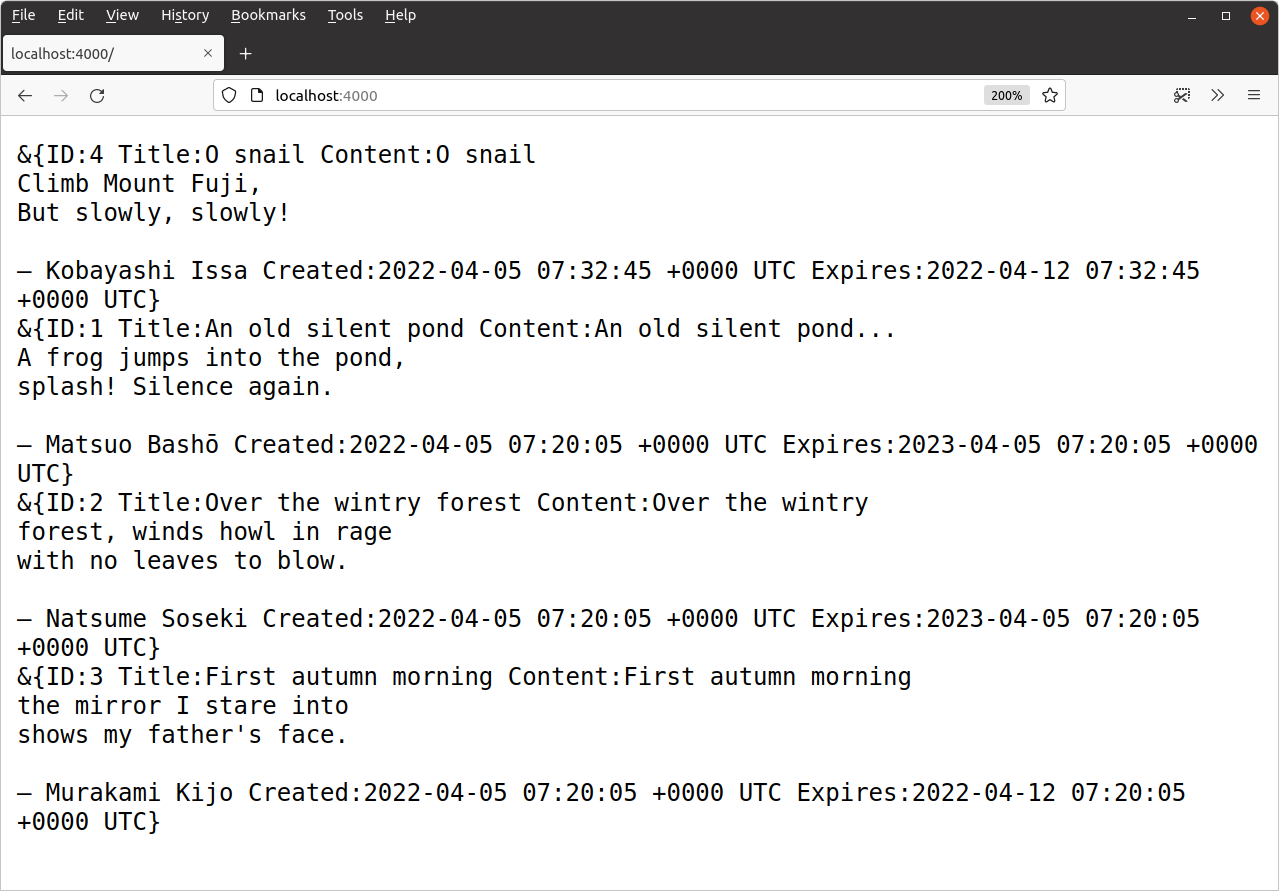 File Edit View History Bookmarks Tools Help
localhost:4000/
localhost:4000 200%
&{ID:4 Title:O snail Content:O snail
Climb Mount Fuji,
But slowly, slowly!
– Kobayashi Issa Created:2022-04-05 07:32:45 +0000 UTC Expires:2022-04-12 07:32:45
+0000 UTC}
&{ID:1 Title:An old silent pond Content:An old silent pond...
A frog jumps into the pond,
splash! Silence again.
– Matsuo Bashō Created:2022-04-05 07:20:05 +0000 UTC Expires:2023-04-05 07:20:05 +0000
UTC}
&{ID:2 Title:Over the wintry forest Content:Over the wintry
forest, winds howl in rage
with no leaves to blow.
– Natsume Soseki Created:2022-04-05 07:20:05 +0000 UTC Expires:2023-04-05 07:20:05
+0000 UTC}
&{ID:3 Title:First autumn morning Content:First autumn morning
the mirror I stare into
shows my father's face.
– Murakami Kijo Created:2022-04-05 07:20:05 +0000 UTC Expires:2022-04-12 07:20:05
+0000 UTC}